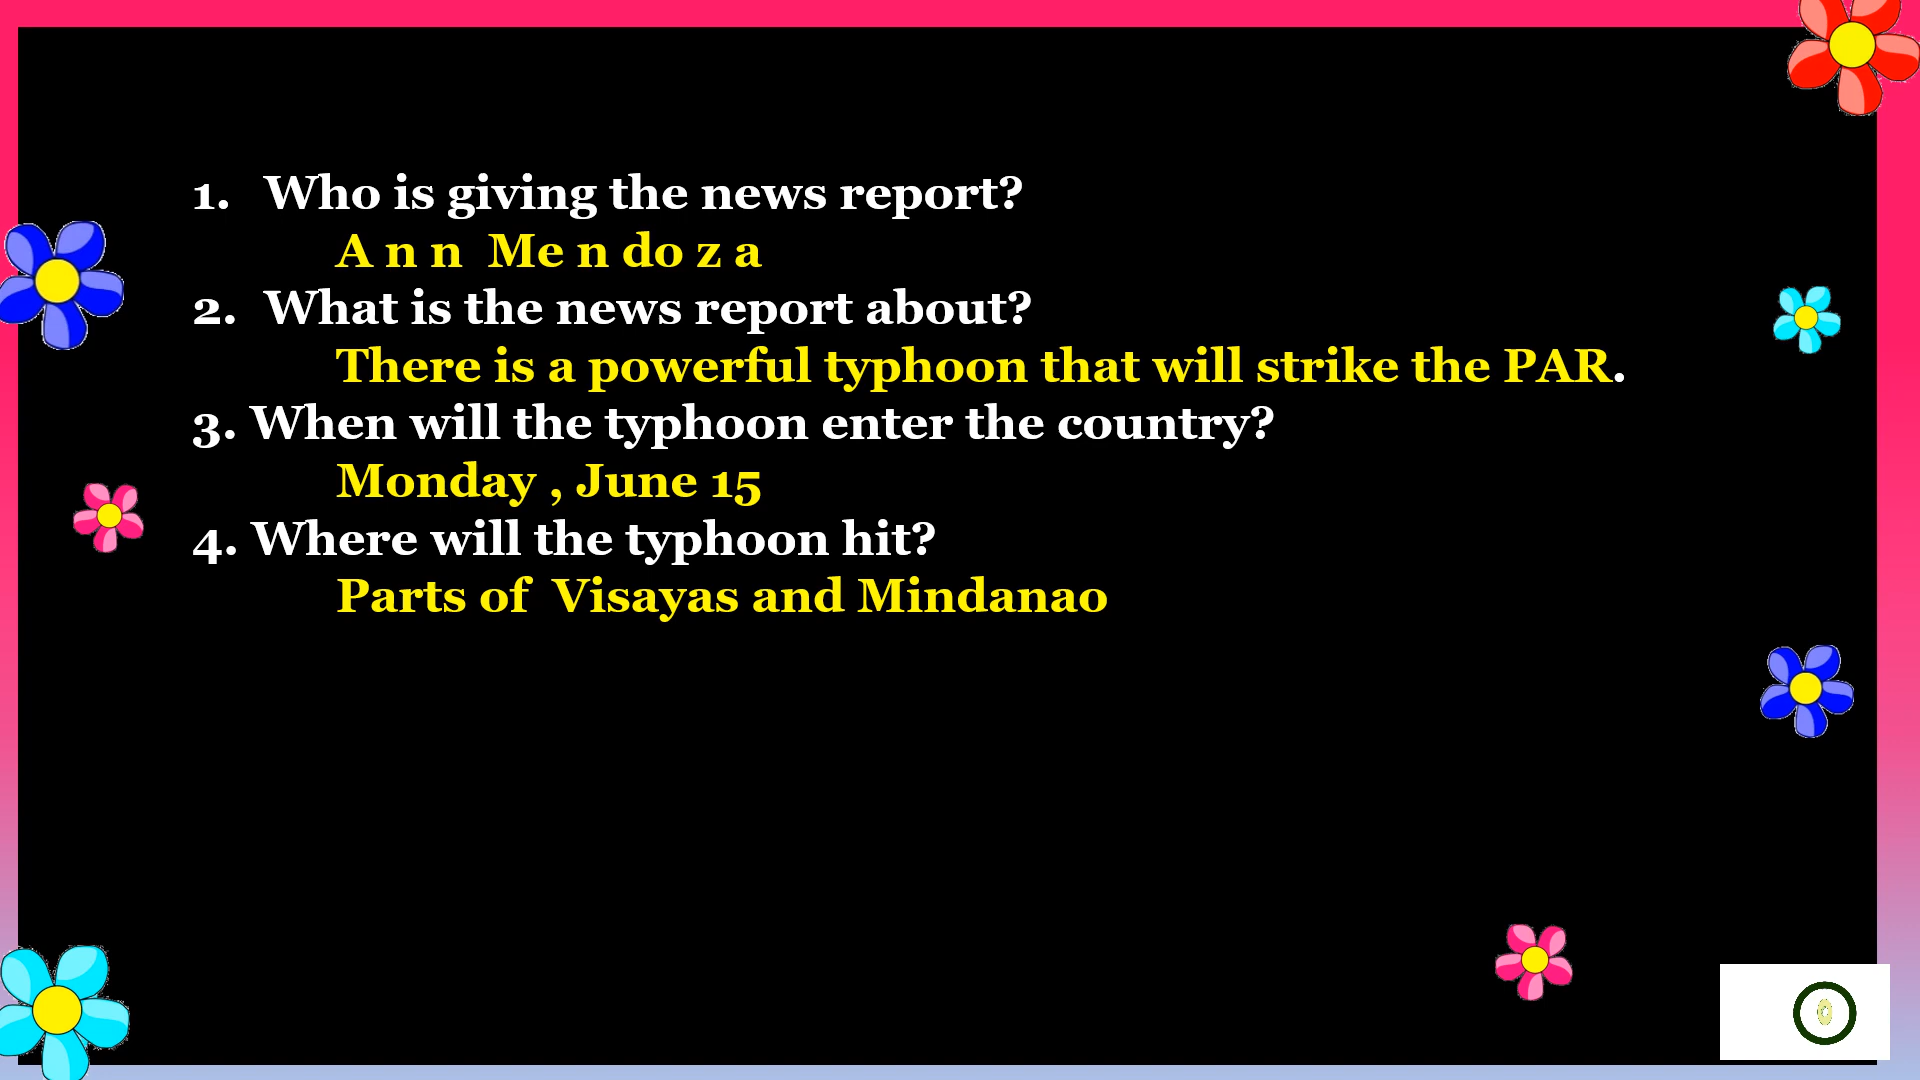 1. Who is giving the news report?
A n n Me n do z a
2. What is the news report about?
There is a powerful typhoon that will strike the PAR.
3. When will the typhoon enter the country?
Monday , June 15
4. Where will the typhoon hit?
Parts of Visayas and Mindanao